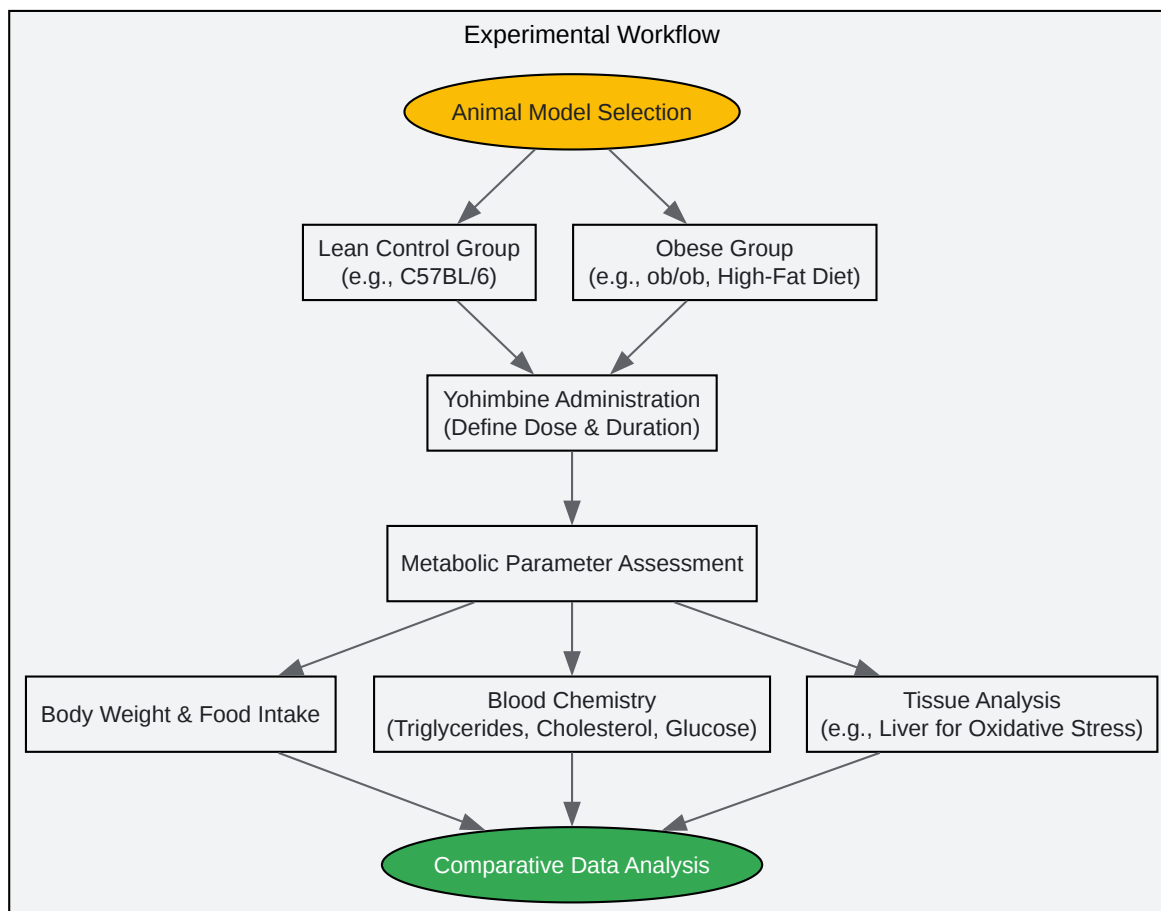 Experimental Workflow
Animal Model Selection
Lean Control Group
(e.g., C57BL/6)
Obese Group
(e.g., ob/ob, High-Fat Diet)
Yohimbine Administration
(Define Dose & Duration)
Metabolic Parameter Assessment
Body Weight & Food Intake
Blood Chemistry
(Triglycerides, Cholesterol, Glucose)
Tissue Analysis
(e.g., Liver for Oxidative Stress)
Comparative Data Analysis